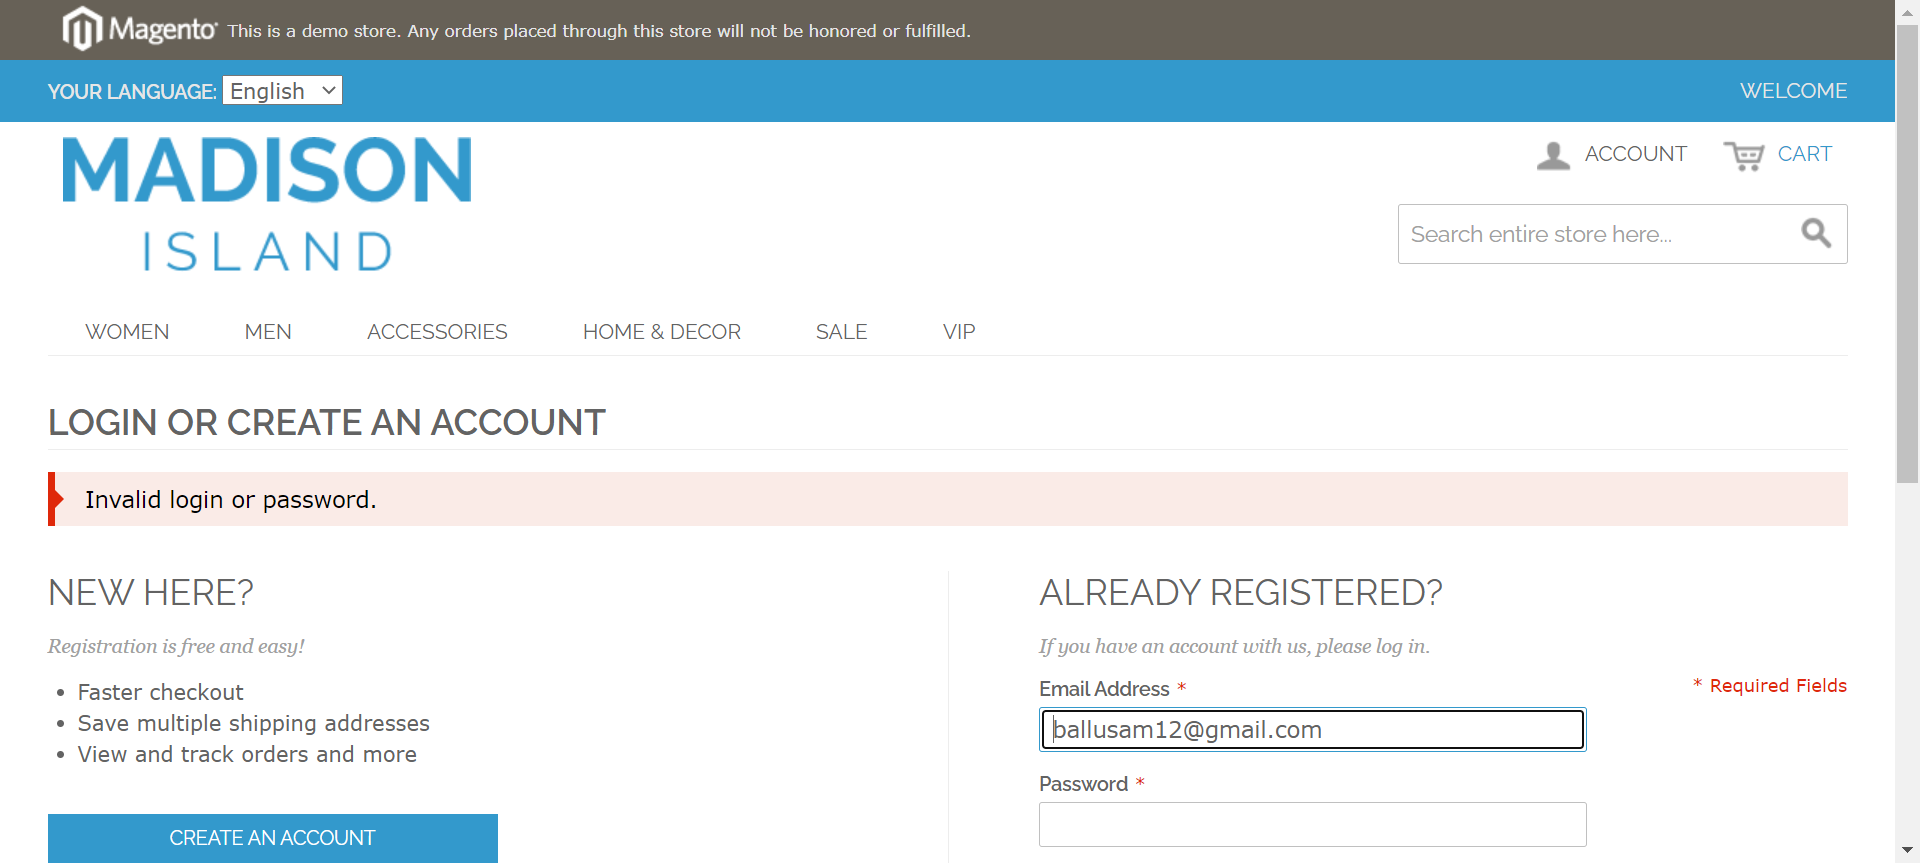 Magento This is a demo store. Any orders placed through this store will not be honored or fulfilled.
YOUR LANGUAGE: English WELCOME
MADISON
ISLAND
ACCOUNT CART
Search entire store here...
WOMEN MEN ACCESSORIES HOME & DECOR SALE VIP
LOGIN OR CREATE AN ACCOUNT
Invalid login or password.
NEW HERE?
Registration is free and easy!
• Faster checkout
• Save multiple shipping addresses
• View and track orders and more
CREATE AN ACCOUNT
ALREADY REGISTERED?
If you have an account with us, please log in.
* Required Fields
Email Address *
ballusam12@gmail.com
Password *